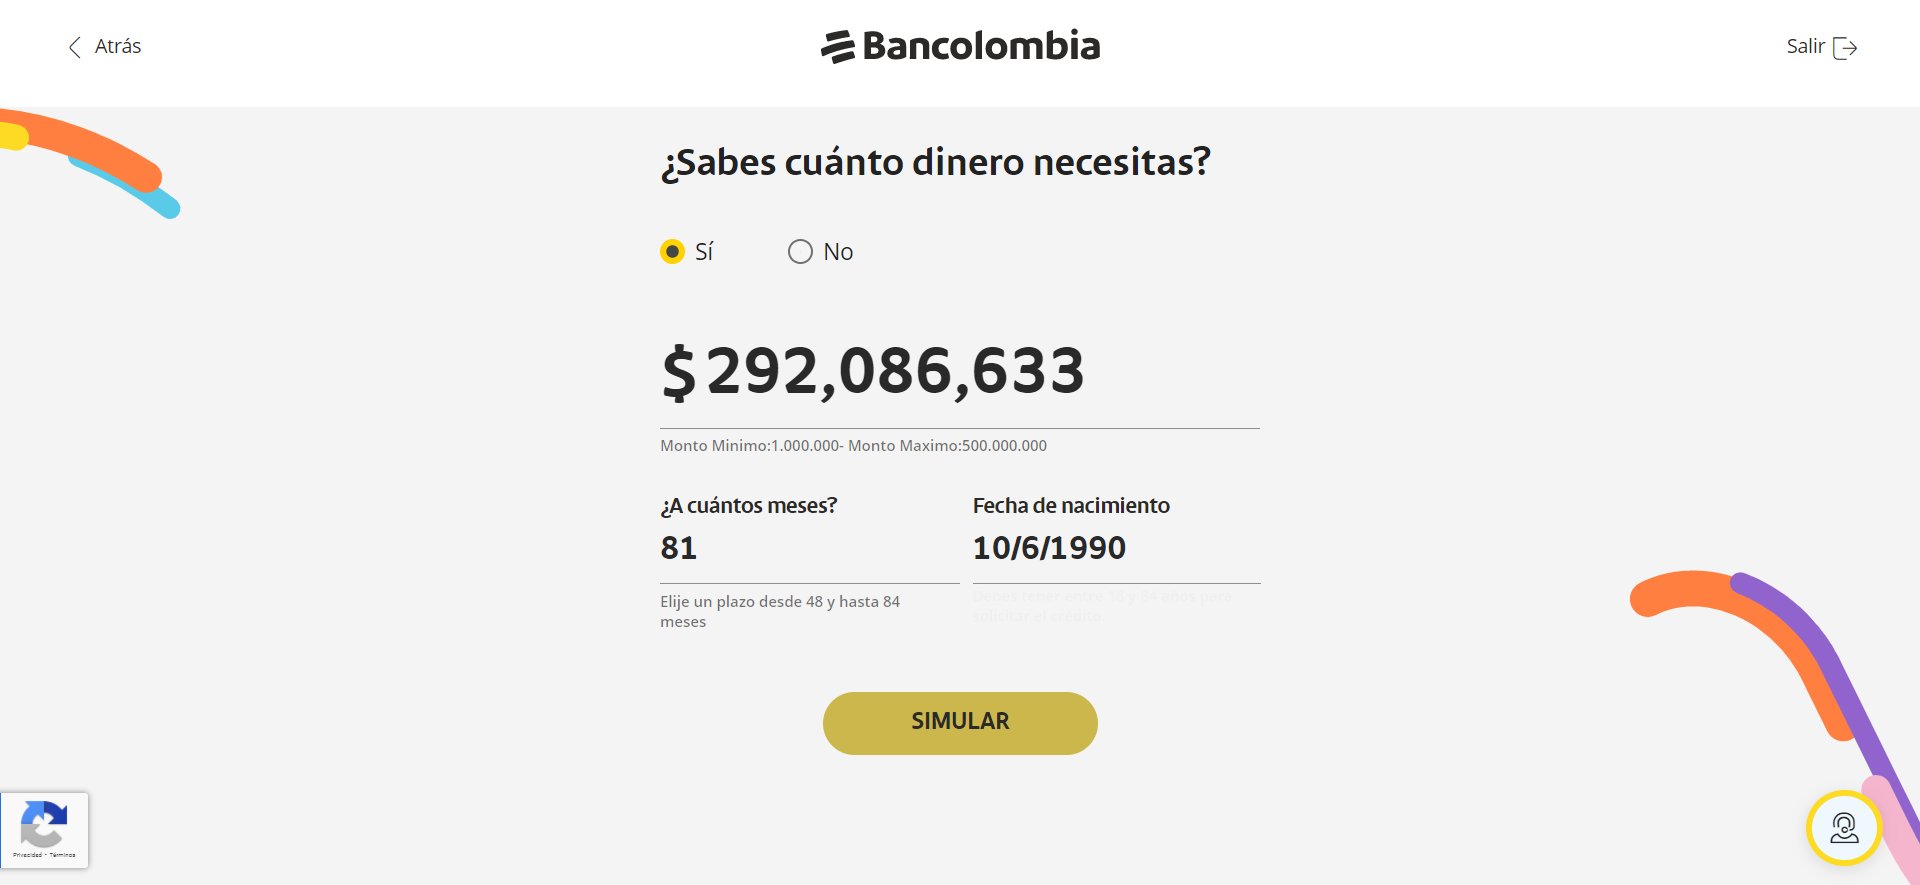 Atrás
Bancolombia
Salir
¿Sabes cuánto dinero necesitas?
Sí
No
$292,086,633
Monto Minimo:1.000.000- Monto Maximo:500.000.000
¿A cuántos meses?
Fecha de nacimiento
81
10/6/1990
Elije un plazo desde 48 y hasta 84
meses
Debes tener entre 18 y 84 años para
solicitar el crédito.
SIMULAR
Privacidad - Términos